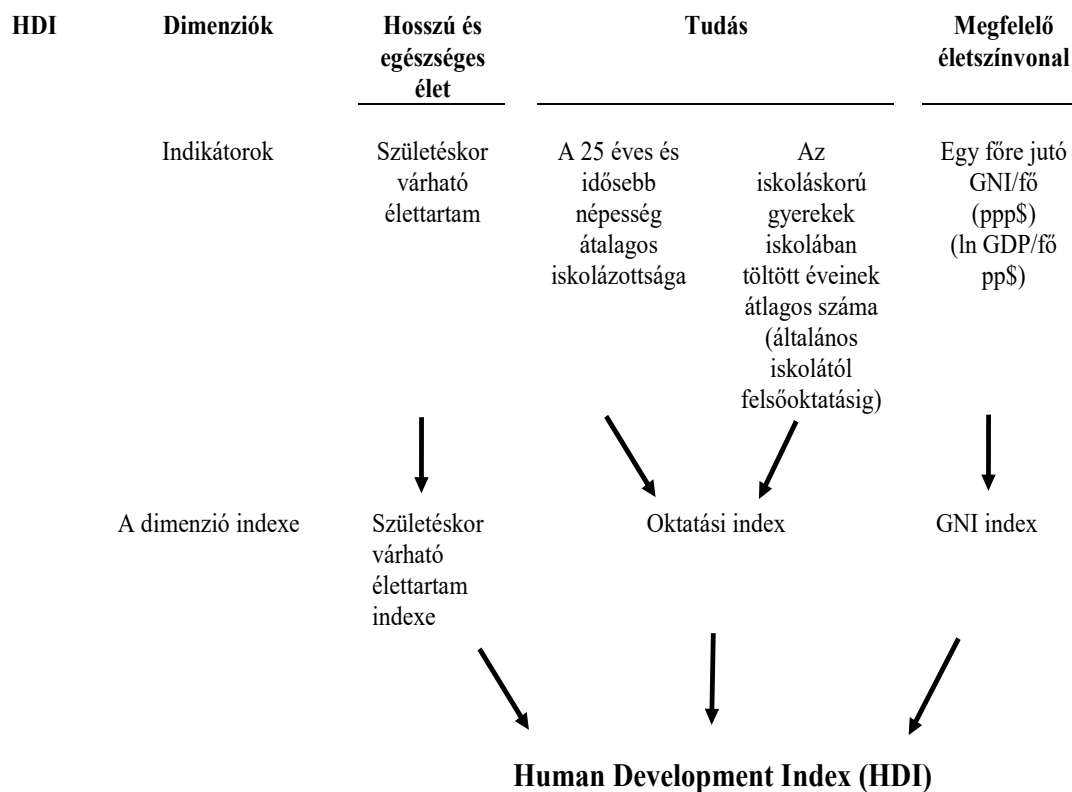 HDI
Dimenziók
Hosszú és
egészséges
élet
Tudás
Megfelelő
életszínvonal
Indikátorok
Születéskor
várható
élettartam
A 25 éves és
idősebb
népesség
átalagos
iskolázottsága
Az
iskoláskorú
gyerekek
iskolában
töltött éveinek
átlagos száma
(általános
iskolától
felsőoktatásig)
Egy főre jutó
GNI/fő
(ppp$)
(ln GDP/fő
pp$)
A dimenzió indexe
Születéskor
várható
élettartam
indexe
Oktatási index
GNI index
Human Development Index (HDI)